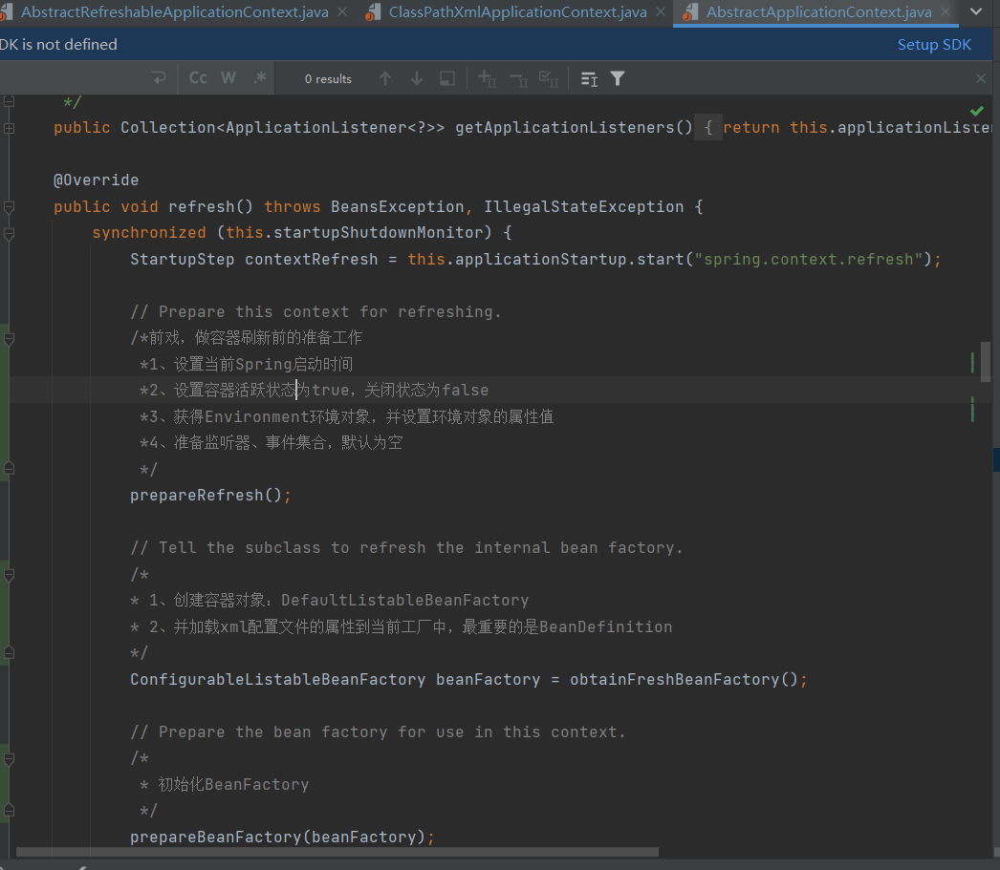 AbstractRefreshableApplicationContext.java ClassPathXmlApplicationContext.java AbstractApplicationContext.java
DK is not defined Setup SDK
Cc W .* 0 results
*/
public Collection<ApplicationListener<?>> getApplicationListeners() { return this.applicationListe
@Override
public void refresh() throws BeansException, IllegalStateException {
synchronized (this.startupShutdownMonitor) {
StartupStep contextRefresh = this.applicationStartup.start("spring.context.refresh");
// Prepare this context for refreshing.
/*前戏，做容器刷新前的准备工作
*1、设置当前Spring启动时间
*2、设置容器活跃状态为true，关闭状态为false
*3、获得Environment环境对象，并设置环境对象的属性值
*4、准备监听器、事件集合，默认为空
*/
prepareRefresh();
// Tell the subclass to refresh the internal bean factory.
/*
* 1、创建容器对象：DefaultListableBeanFactory
* 2、并加载xml配置文件的属性到当前工厂中，最重要的是BeanDefinition
*/
ConfigurableListableBeanFactory beanFactory = obtainFreshBeanFactory();
// Prepare the bean factory for use in this context.
/*
* 初始化BeanFactory
*/
prepareBeanFactory(beanFactory);